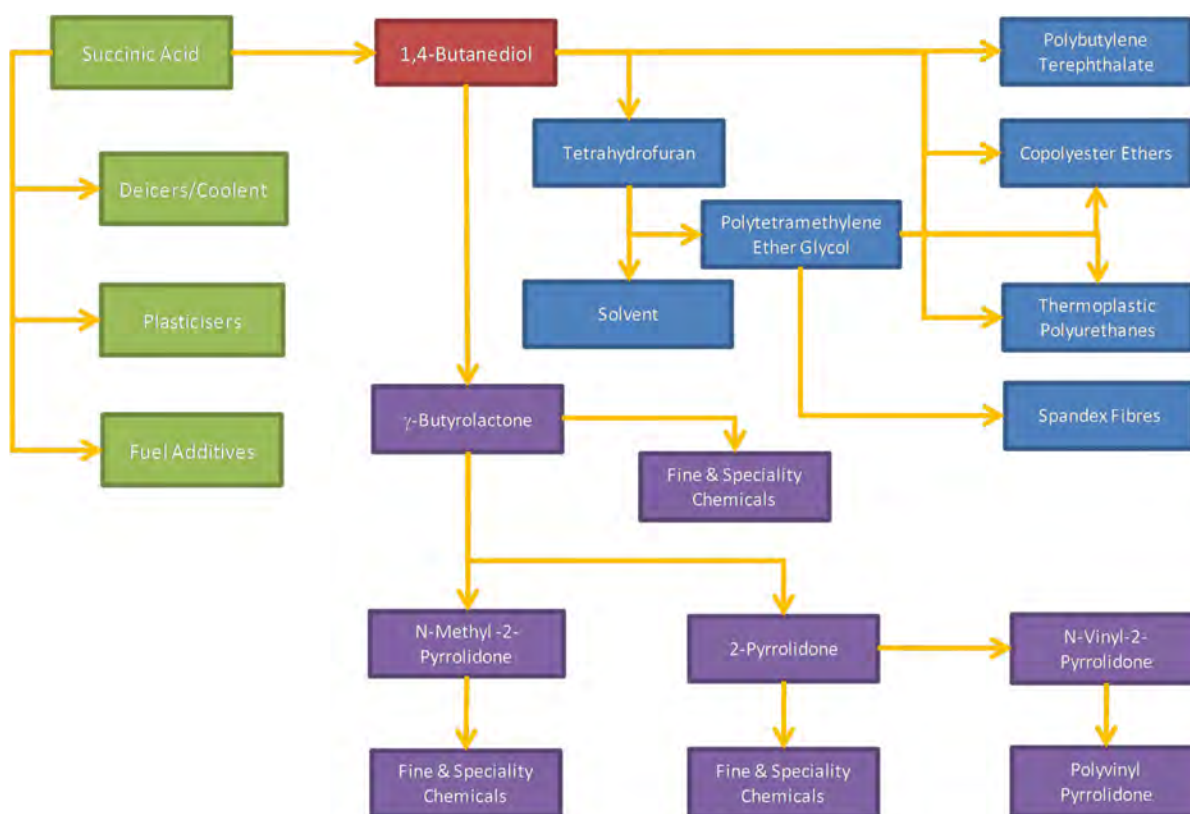 Succinic Acid
1,4-Butanediol
Polybutylene
Terephthalate
Tetrahydrofuran
Copolyester Ethers
Deicers/Coolent
Polytetramethylene
Ether Glycol
Plasticisers
Solvent
Thermoplastic
Polyurethanes
γ-Butyrolactone
Spandex Fibres
Fuel Additives
Fine & Speciality
Chemicals
N-Methyl -2-
Pyrrolidone
2-Pyrrolidone
N-Vinyl-2-
Pyrrolidone
Fine & Speciality
Chemicals
Fine & Speciality
Chemicals
Polyvinyl
Pyrrolidone